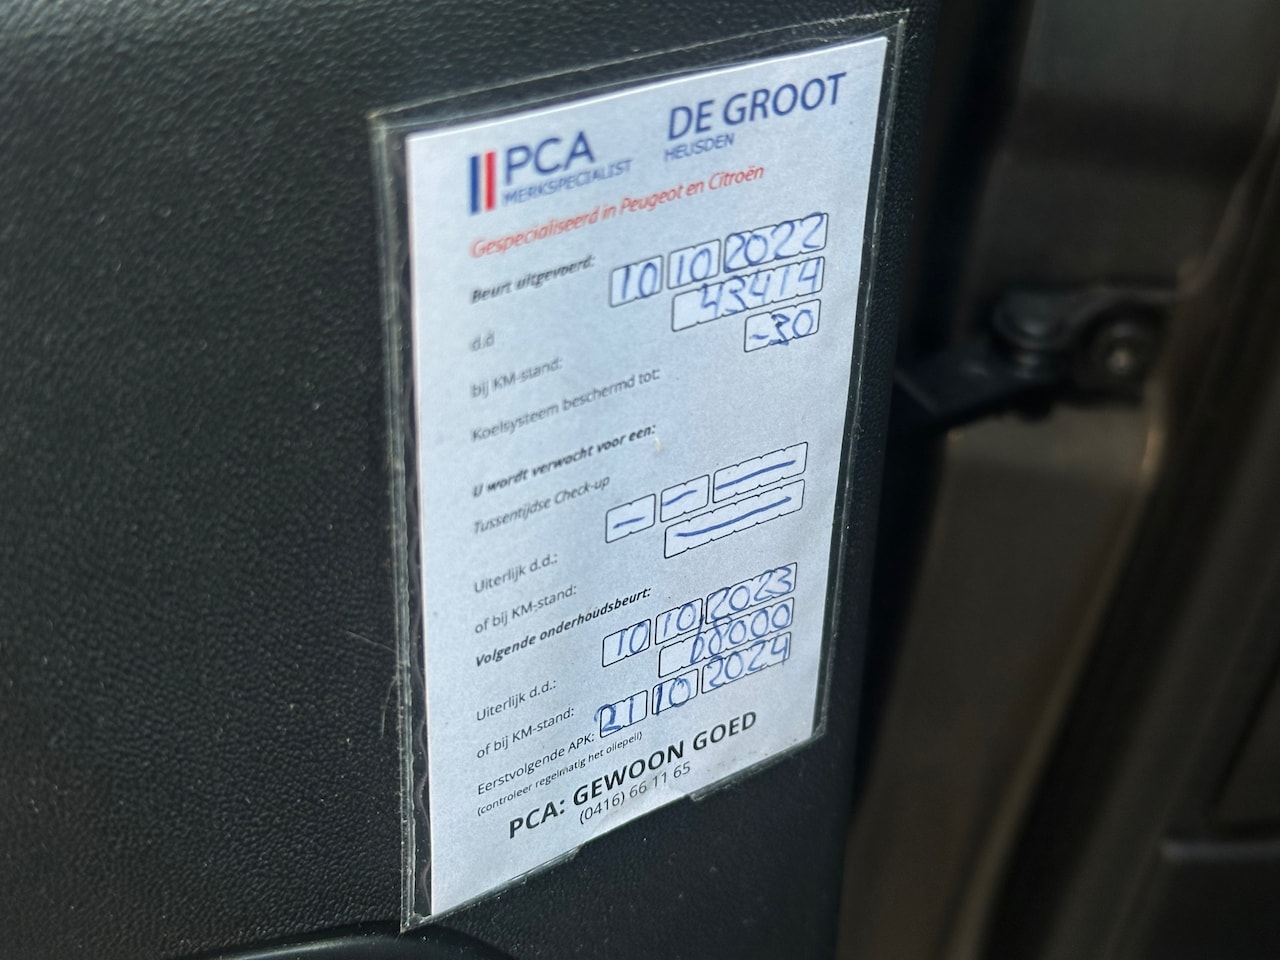 PCA DE GROOT
MERKSPECIALIST HEUSDEN
Gespecialiseerd in Peugeot en Citroën
Beurt uitgevoerd:
d.d 10 10 2022
bij KM-stand: 43414
Koelsysteem beschermd tot: -30
U wordt verwacht voor een:
Tussentijdse Check-up
Uiterlijk d.d.: — — —
of bij KM-stand: —
Volgende onderhoudsbeurt:
Uiterlijk d.d.: 10 10 2023
of bij KM-stand:
Eerstvolgende APK: 21 10 2024
(controleer regelmatig het oliepeil)
PCA: GEWOON GOED
(0416) 66 11 65